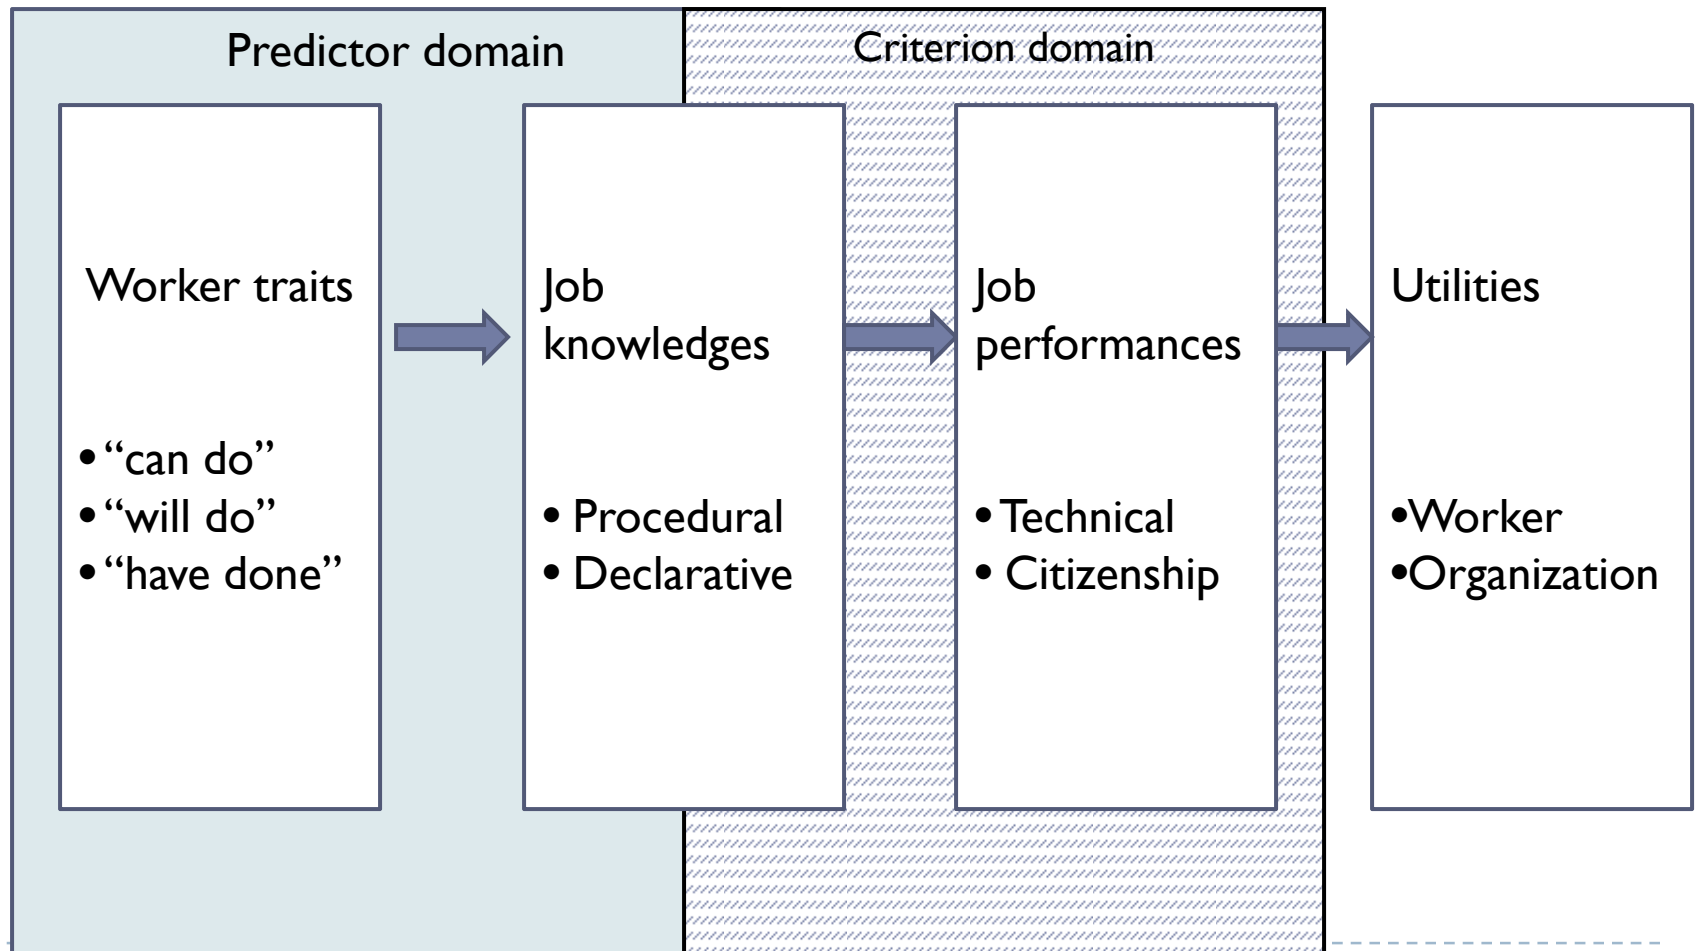 Predictor domain
Criterion domain
Worker traits
• “can do”
• “will do”
• “have done”
Job
knowledges
• Procedural
• Declarative
Job
performances
• Technical
• Citizenship
Utilities
•Worker
•Organization